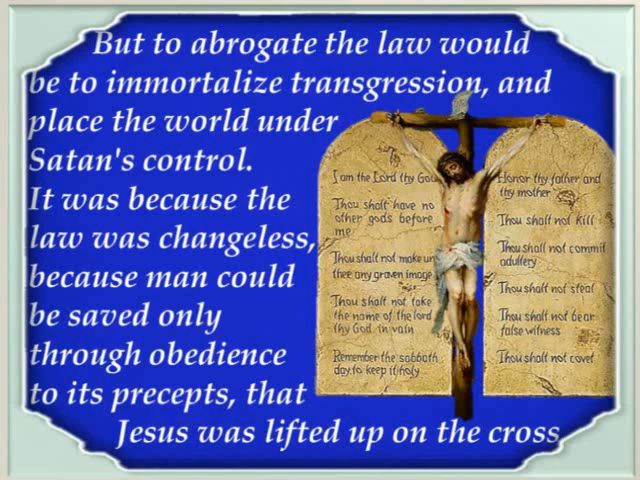 But to abrogate the law would
be to immortalize transgression, and
place the world under
Satan's control.
It was because the
law was changeless,
because man could
be saved only
through obedience
to its precepts, that
Jesus was lifted up on the cross
I am the Lord thy God
Thou shalt have no
other gods before
me
Thou shall not make un
thee any graven image
Thou shalt not take
the name of the lord
thy God in vain
Remember the sabbath
day, to keep it holy
Honor thy father and
thy mother
Thou shall not kill
Thou shall not commit
adultery
Thou shalt not steal
Thou shalt not bear
false witness
Thou shalt not covet